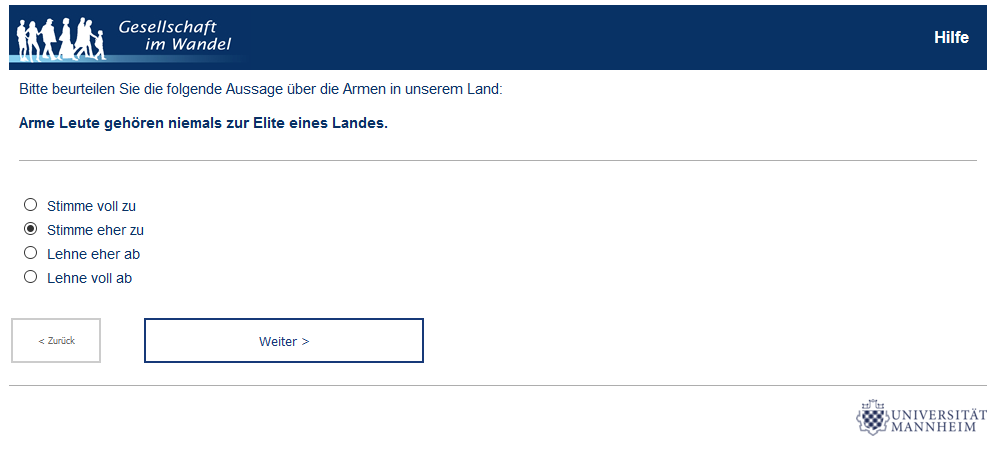 Gesellschaft
im Wandel
Hilfe
Bitte beurteilen Sie die folgende Aussage über die Armen in unserem Land:
Arme Leute gehören niemals zur Elite eines Landes.
Stimme voll zu
Stimme eher zu
Lehne eher ab
Lehne voll ab
< Zurück
Weiter >
UNIVERSITÄT
MANNHEIM